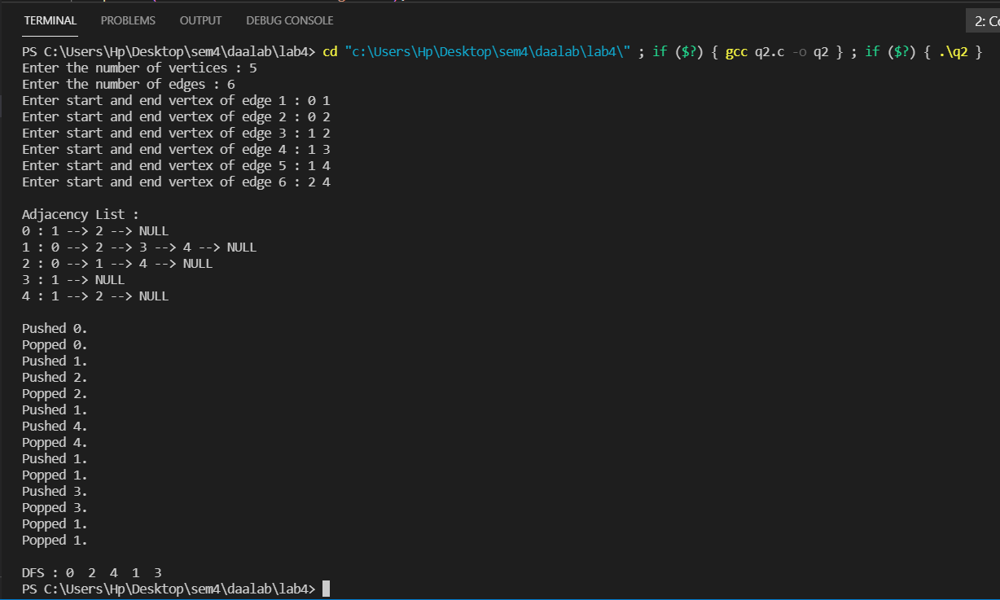 TERMINAL PROBLEMS OUTPUT DEBUG CONSOLE 2: Co
PS C:\Users\Hp\Desktop\sem4\daalab\lab4> cd "c:\Users\Hp\Desktop\sem4\daalab\lab4\" ; if ($?) { gcc q2.c -o q2 } ; if ($?) { .\q2 }
Enter the number of vertices : 5
Enter the number of edges : 6
Enter start and end vertex of edge 1 : 0 1
Enter start and end vertex of edge 2 : 0 2
Enter start and end vertex of edge 3 : 1 2
Enter start and end vertex of edge 4 : 1 3
Enter start and end vertex of edge 5 : 1 4
Enter start and end vertex of edge 6 : 2 4
Adjacency List :
0 : 1 --> 2 --> NULL
1 : 0 --> 2 --> 3 --> 4 --> NULL
2 : 0 --> 1 --> 4 --> NULL
3 : 1 --> NULL
4 : 1 --> 2 --> NULL
Pushed 0.
Popped 0.
Pushed 1.
Pushed 2.
Popped 2.
Pushed 1.
Pushed 4.
Popped 4.
Pushed 1.
Popped 1.
Pushed 3.
Popped 3.
Popped 1.
Popped 1.
DFS : 0 2 4 1 3
PS C:\Users\Hp\Desktop\sem4\daalab\lab4>